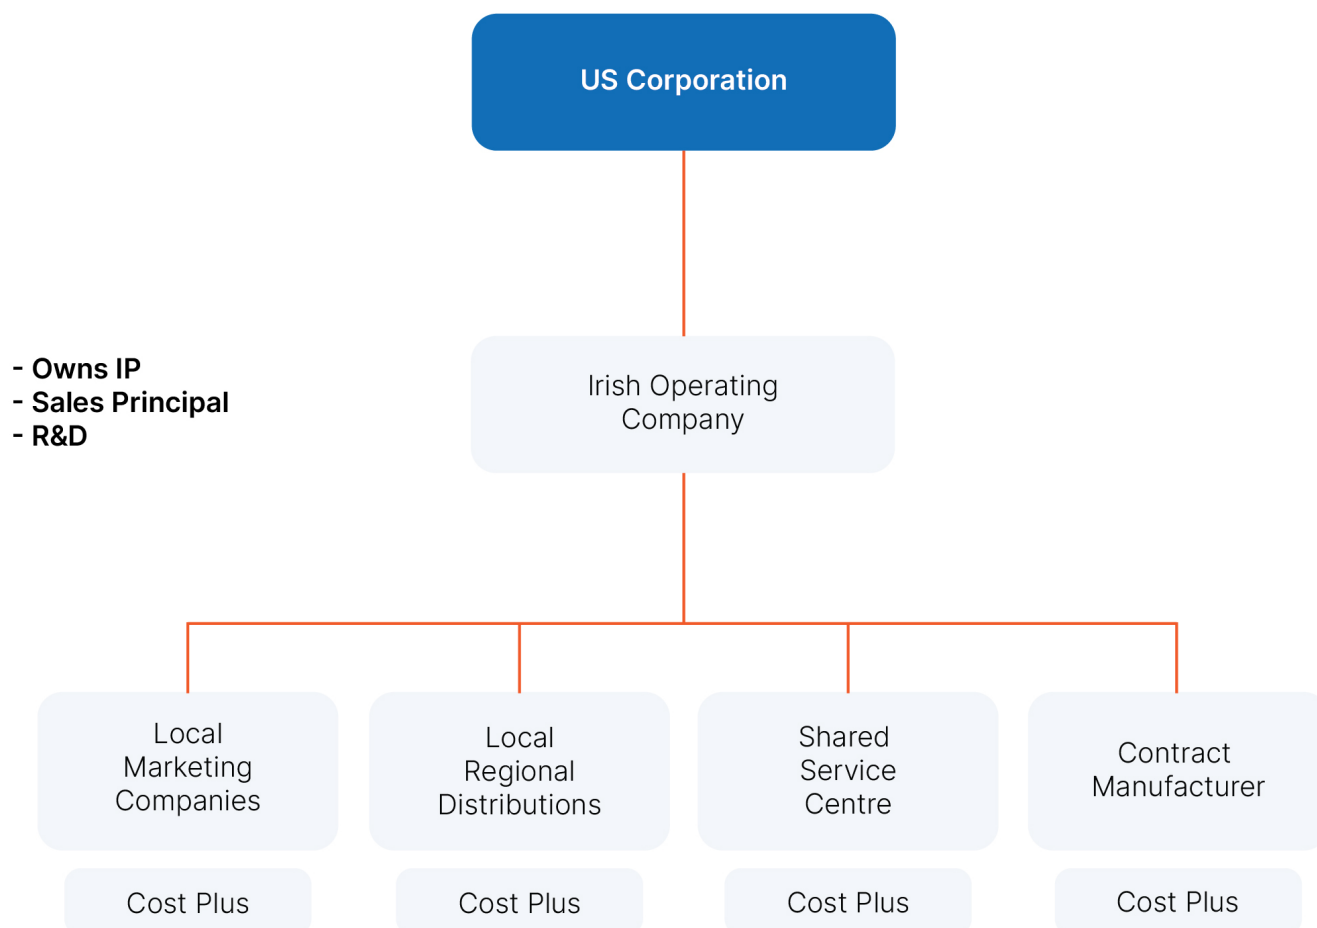 US Corporation
- Owns IP
- Sales Principal
- R&D
Irish Operating
Company
Local
Marketing
Companies
Local
Regional
Distributions
Shared
Service
Centre
Contract
Manufacturer
Cost Plus
Cost Plus
Cost Plus
Cost Plus